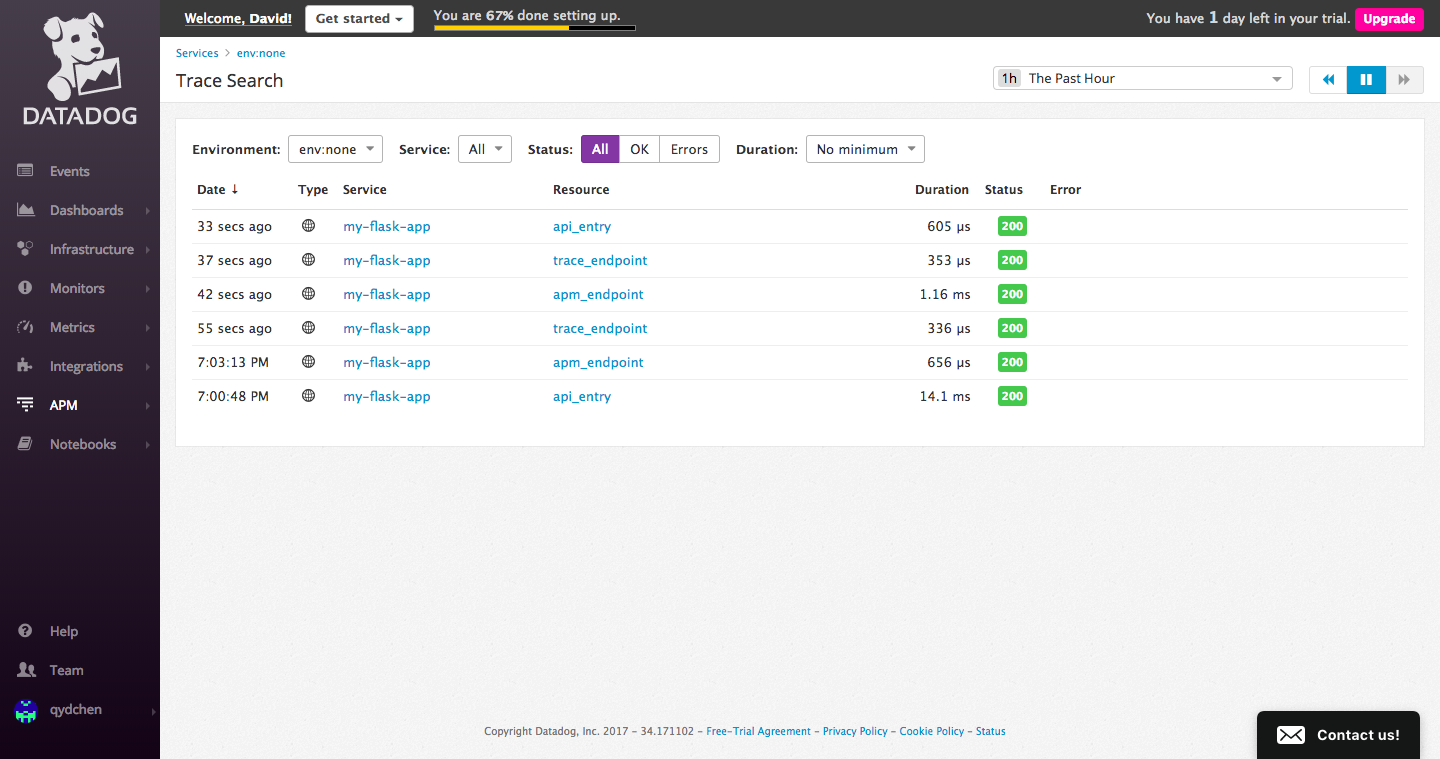 DATADOG
Events
Dashboards
Infrastructure
Monitors
Metrics
Integrations
APM
Notebooks
Help
Team
qydchen
Welcome, David! Get started You are 67% done setting up. You have 1 day left in your trial. Upgrade
Services > env:none
Trace Search 1h The Past Hour
Environment: env:none Service: All Status: All OK Errors Duration: No minimum
Date ↓ Type Service Resource Duration Status Error
33 secs ago my-flask-app api_entry 605 μs 200
37 secs ago my-flask-app trace_endpoint 353 μs 200
42 secs ago my-flask-app apm_endpoint 1.16 ms 200
55 secs ago my-flask-app trace_endpoint 336 μs 200
7:03:13 PM my-flask-app apm_endpoint 656 μs 200
7:00:48 PM my-flask-app api_entry 14.1 ms 200
Copyright Datadog, Inc. 2017 - 34.171102 - Free-Trial Agreement - Privacy Policy - Cookie Policy - Status
Contact us!